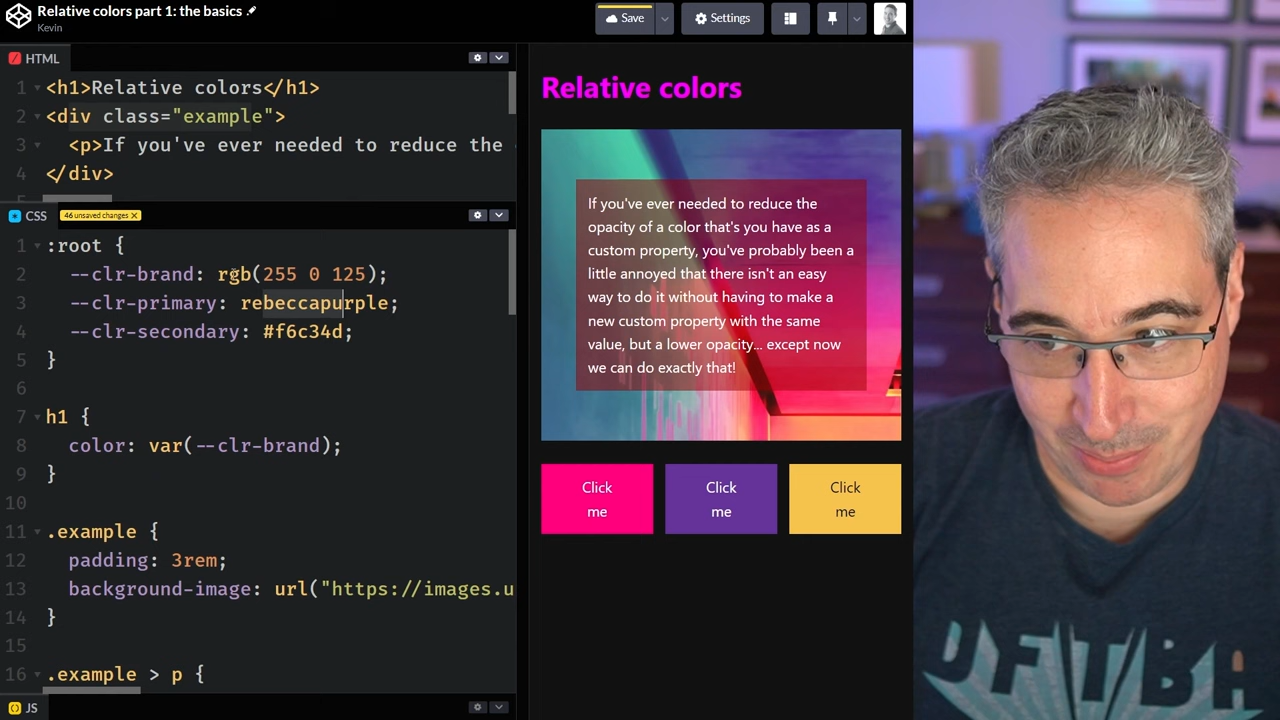 Relative colors part 1: the basics
Kevin
Save
Settings
HTML
1 <h1>Relative colors</h1>
2 <div class="example">
3 <p>If you've ever needed to reduce the
4 </div>
5
CSS
46 unsaved changes X
1 :root {
2 --clr-brand: rgb(255 0 125);
3 --clr-primary: rebeccapurple;
4 --clr-secondary: #f6c34d;
5 }
6
7 h1 {
8 color: var(--clr-brand);
9 }
10
11 .example {
12 padding: 3rem;
13 background-image: url("https://images.u
14 }
15
16 .example > p {
JS
Relative colors
If you've ever needed to reduce the
opacity of a color that's you have as a
custom property, you've probably been a
little annoyed that there isn't an easy
way to do it without having to make a
new custom property with the same
value, but a lower opacity... except now
we can do exactly that!
Click
me
Click
me
Click
me
DFTBA